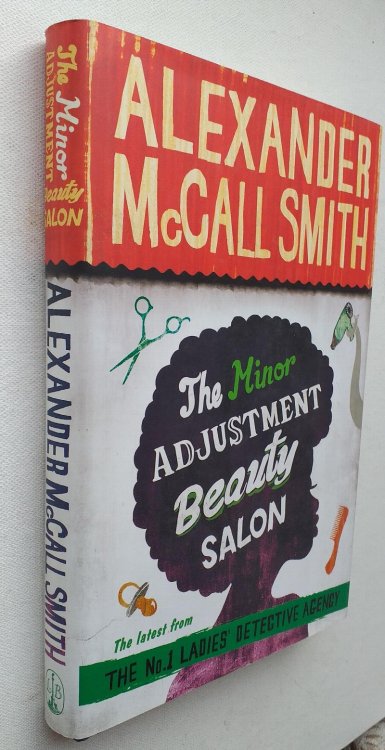 The Minor
ADJUSTMENT
Beauty
SALON
ALEXANDER McCALL SMITH
ALEXANDER
McCALL SMITH
The Minor
ADJUSTMENT
Beauty
SALON
The latest from
THE No.1 LADIES' DETECTIVE AGENCY